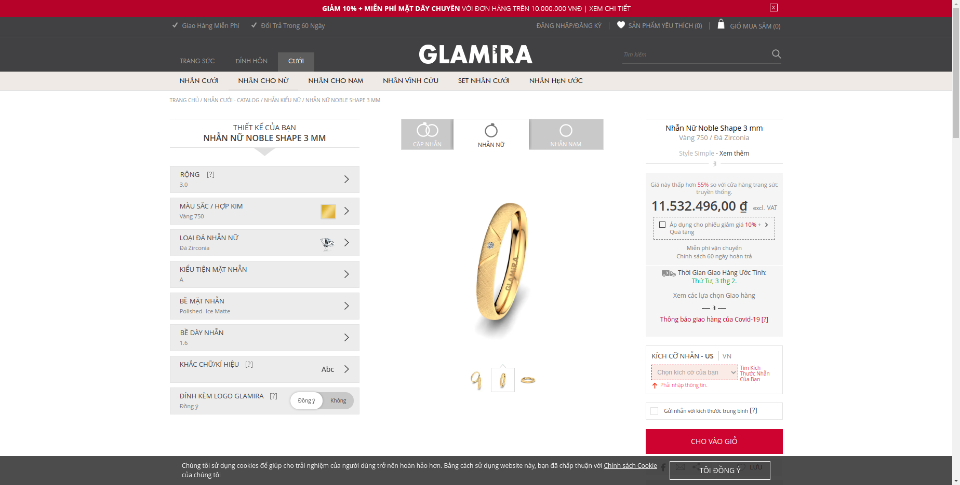 GIẢM 10% + MIỄN PHÍ MẶT DÂY CHUYỀN VỚI ĐƠN HÀNG TRÊN 10.000.000 VNĐ | XEM CHI TIẾT
Giao Hàng Miễn Phí
Đổi Trả Trong 60 Ngày
ĐĂNG NHẬP/ĐĂNG KÝ
SẢN PHẨM YÊU THÍCH (0)
GIỎ MUA SẮM (0)
TRANG SỨC
ĐÍNH HÔN
CƯỚI
GLAMIRA
Tìm kiếm
NHẪN CƯỚI
NHẪN CHO NỮ
NHẪN CHO NAM
NHẪN VĨNH CỬU
SET NHẪN CƯỚI
NHẪN HẸN ƯỚC
TRANG CHỦ / NHẪN CƯỚI - CATALOG / NHẪN KIỂU NỮ / NHẪN NỮ NOBLE SHAPE 3 MM
THIẾT KẾ CỦA BẠN
NHẪN NỮ NOBLE SHAPE 3 MM
RỘNG [?]
3.0
MÀU SẮC / HỢP KIM
Vàng 750
LOẠI ĐÁ NHẪN NỮ
Đá Zirconia
KIỂU TIỆN MẶT NHẪN
A
BỀ MẶT NHẪN
Polished Ice Matte
BỀ DÀY NHẪN
1.6
KHẮC CHỮ/KÍ HIỆU [?]
Abc
ĐÍNH KÈM LOGO GLAMIRA [?]
Đồng ý
Đồng ý
Không
CẶP NHẪN
NHẪN NỮ
NHẪN NAM
GLAMIRA
Nhẫn Nữ Noble Shape 3 mm
Vàng 750 / Đá Zirconia
Style Simple - Xem thêm
Giá này thấp hơn 55% so với cửa hàng trang sức
truyền thống.
11.532.496,00 ₫ excl. VAT
Áp dụng cho phiếu giảm giá 10% +
Quà tặng
Miễn phí vận chuyển
Chính sách 60 ngày hoàn trả
Thời Gian Giao Hàng Ước Tính:
Thứ Tư, 3 thg 2.
Xem các lựa chọn Giao hàng
Thông báo giao hàng của Covid-19 [?]
KÍCH CỠ NHẪN - US
VN
Chọn kích cỡ của bạn
Tìm Kích
Thước Nhẫn
Của Bạn
Phải nhập thông tin
Gửi nhẫn với kích thước trung bình [?]
CHO VÀO GIỎ
Chúng tôi sử dụng cookies để giúp cho trải nghiệm của người dùng trở nên hoàn hảo hơn. Bằng cách sử dụng website này, bạn đã chấp thuận với Chính sách Cookie
của chúng tôi.
TÔI ĐỒNG Ý